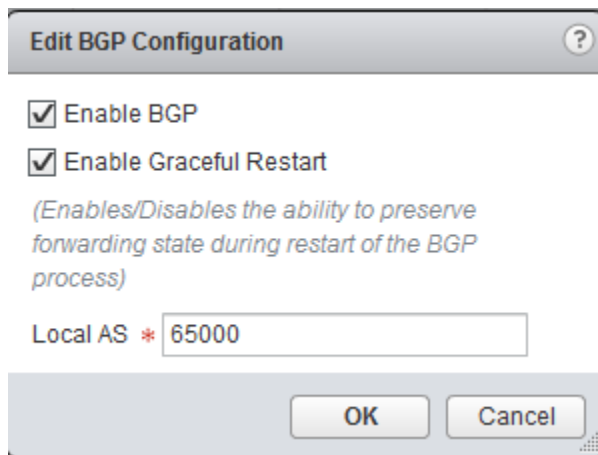 Edit BGP Configuration
?
Enable BGP
Enable Graceful Restart
(Enables/Disables the ability to preserve
forwarding state during restart of the BGP
process)
Local AS * 65000
OK Cancel